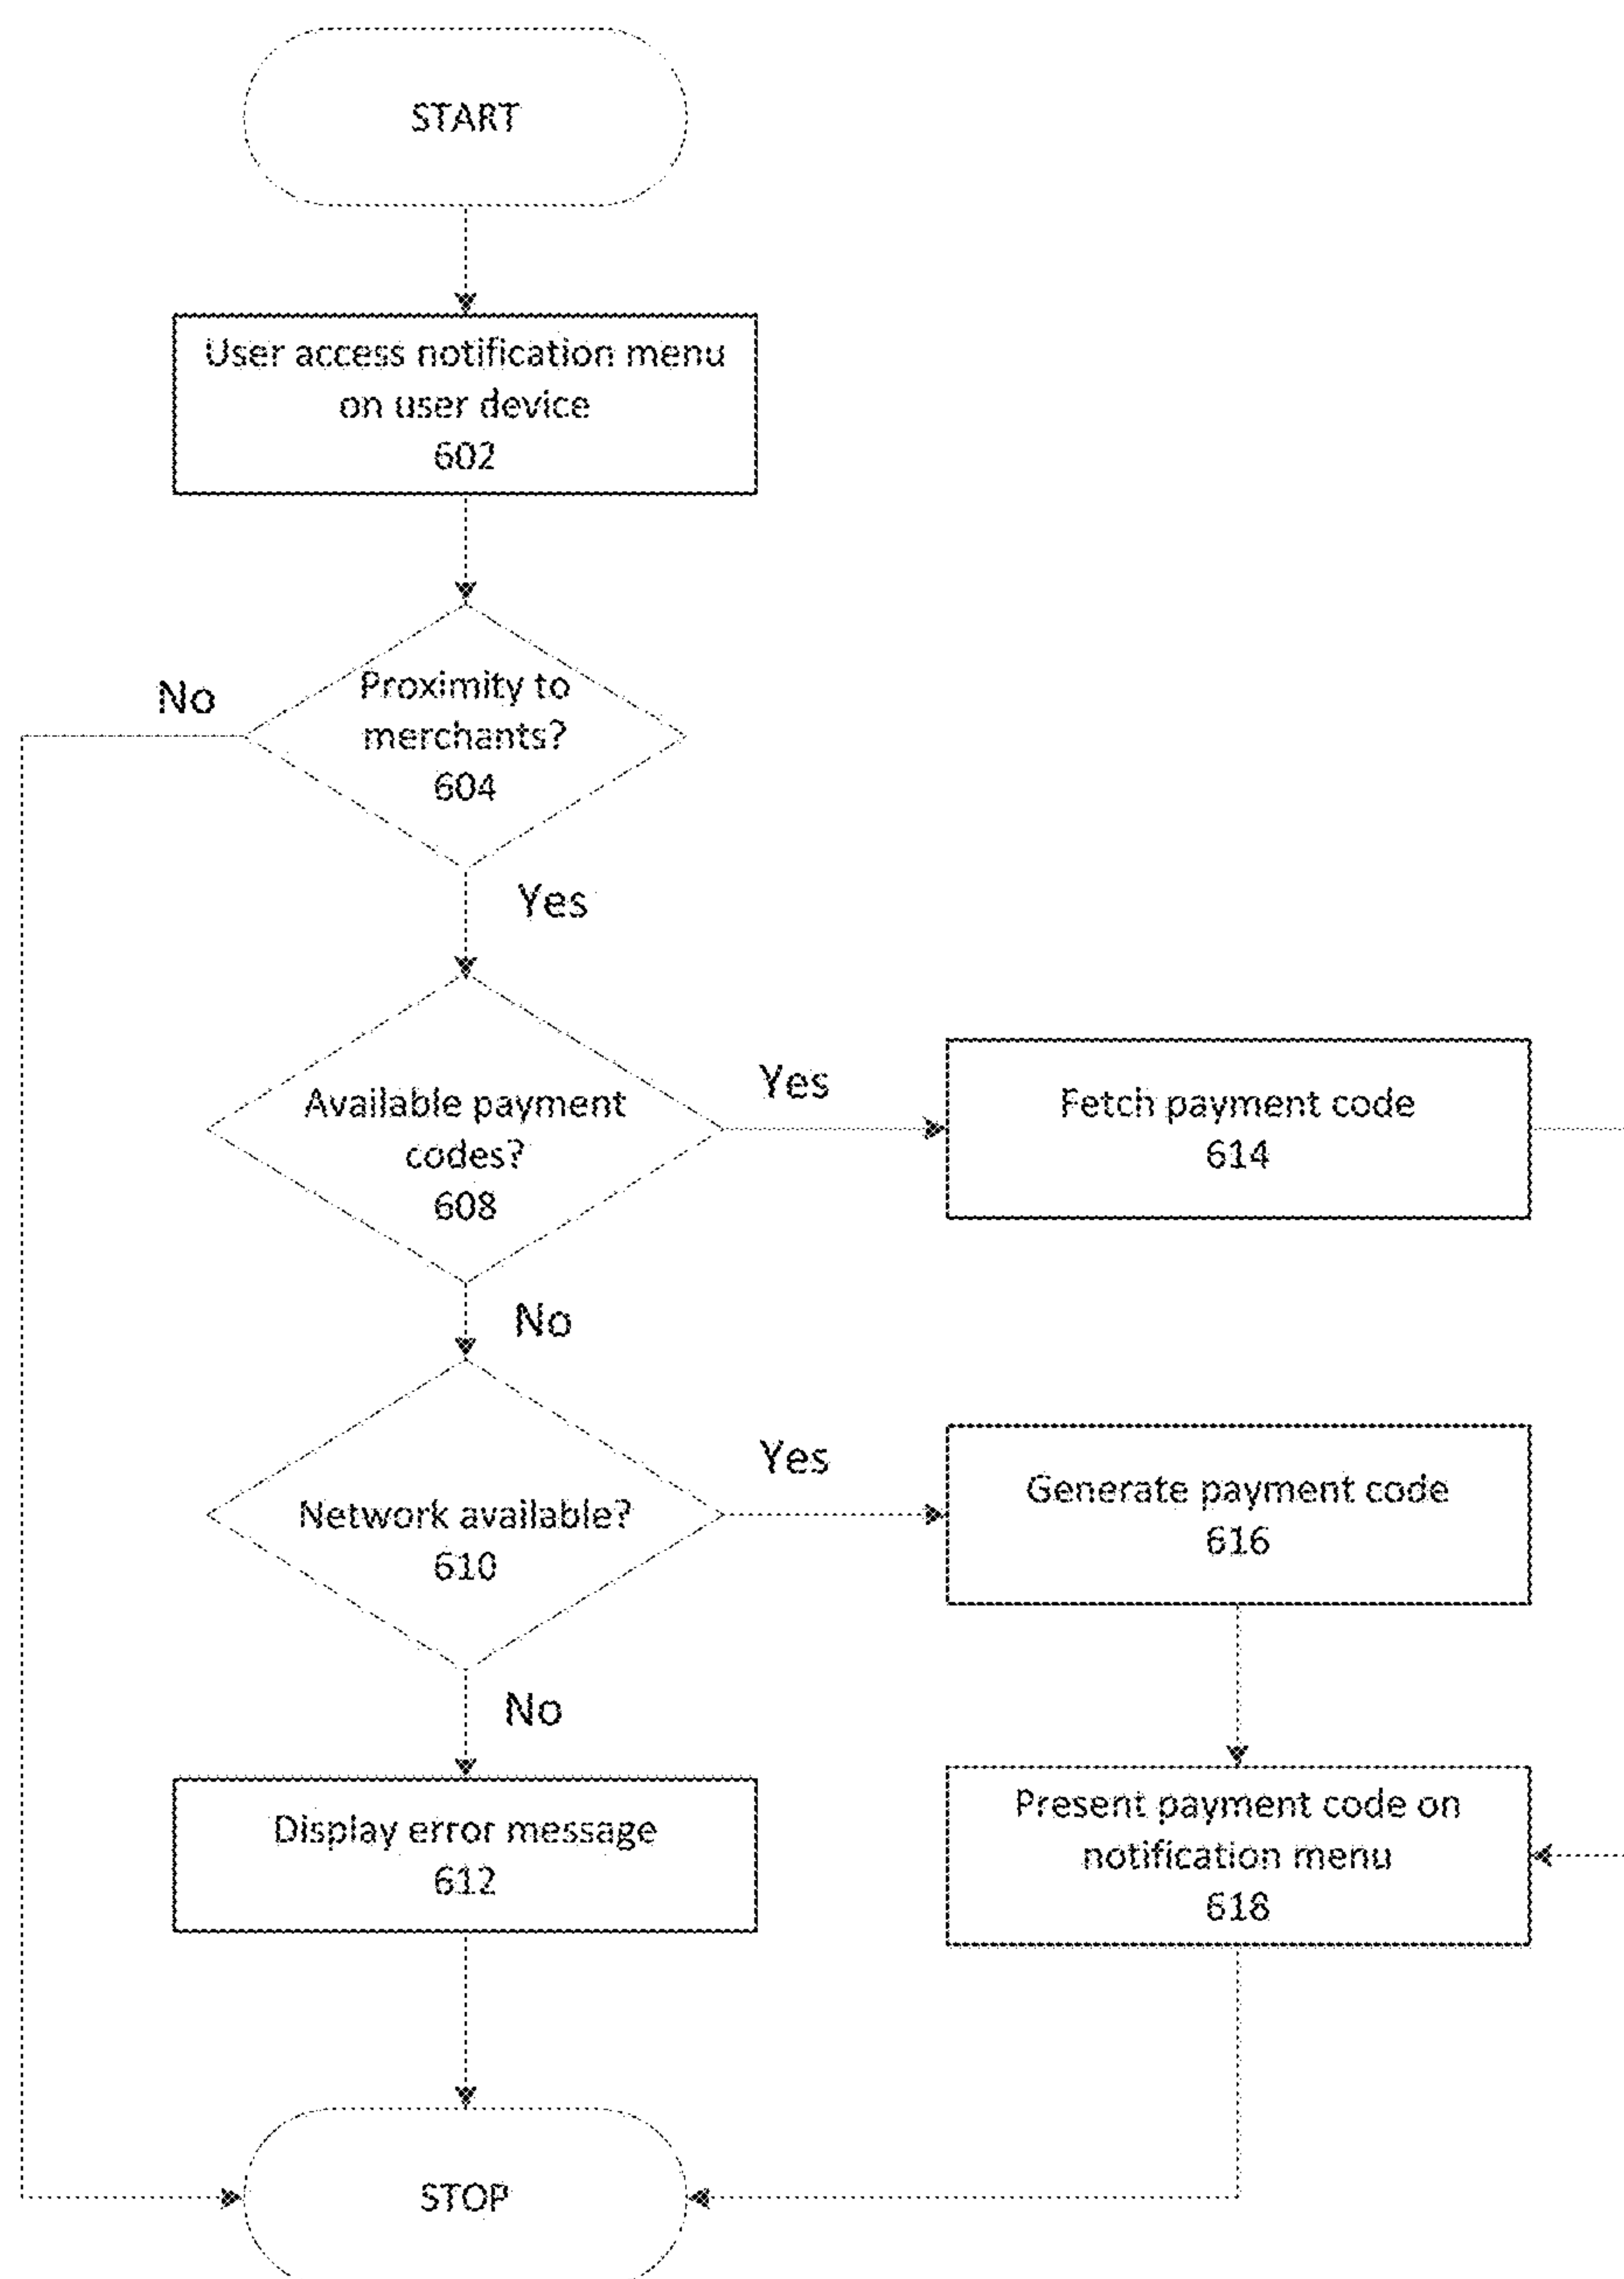 START
User access notification menu
on user device
602
No
Proximity to
merchants?
604
Yes
Available payment
codes?
608
Yes
Fetch payment code
614
No
Network available?
610
Yes
Generate payment code
616
No
Display error message
612
Present payment code on
notification menu
618
STOP